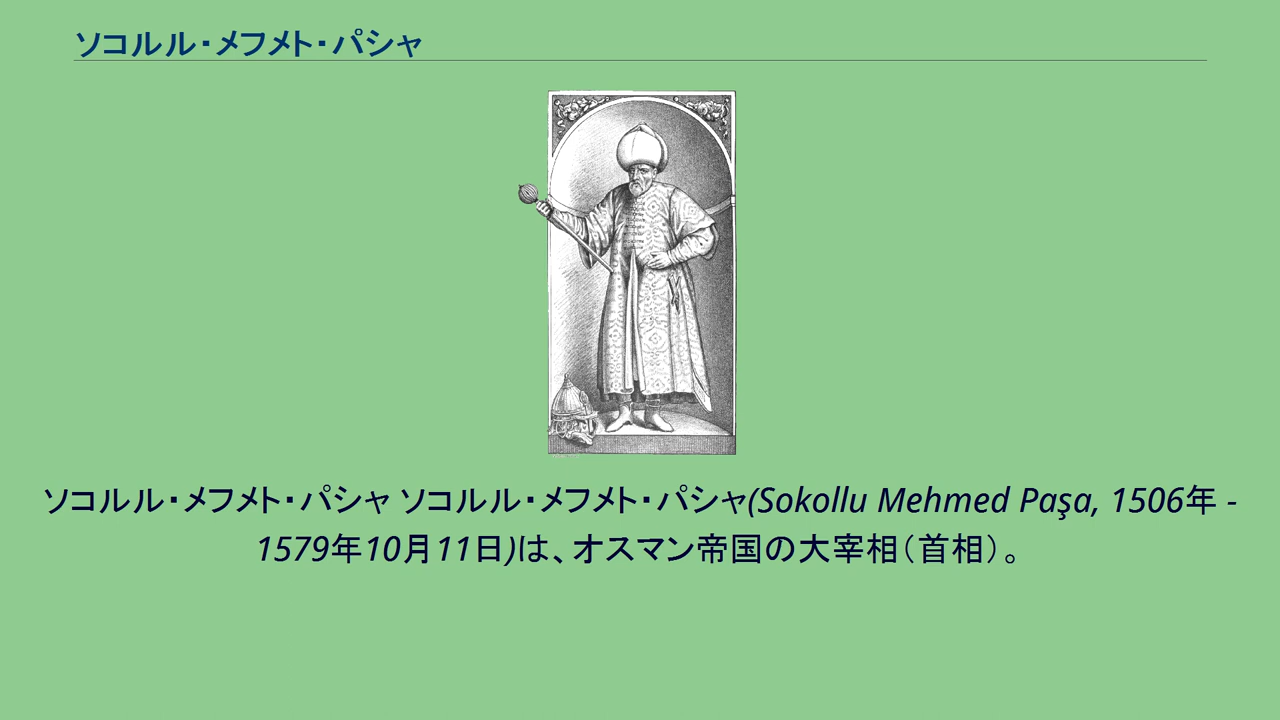 ソコルル・メフメト・パシャ
ソコルル・メフメト・パシャ ソコルル・メフメト・パシャ(Sokollu Mehmed Paşa, 1506年 -
1579年10月11日)は、オスマン帝国の大宰相（首相）。